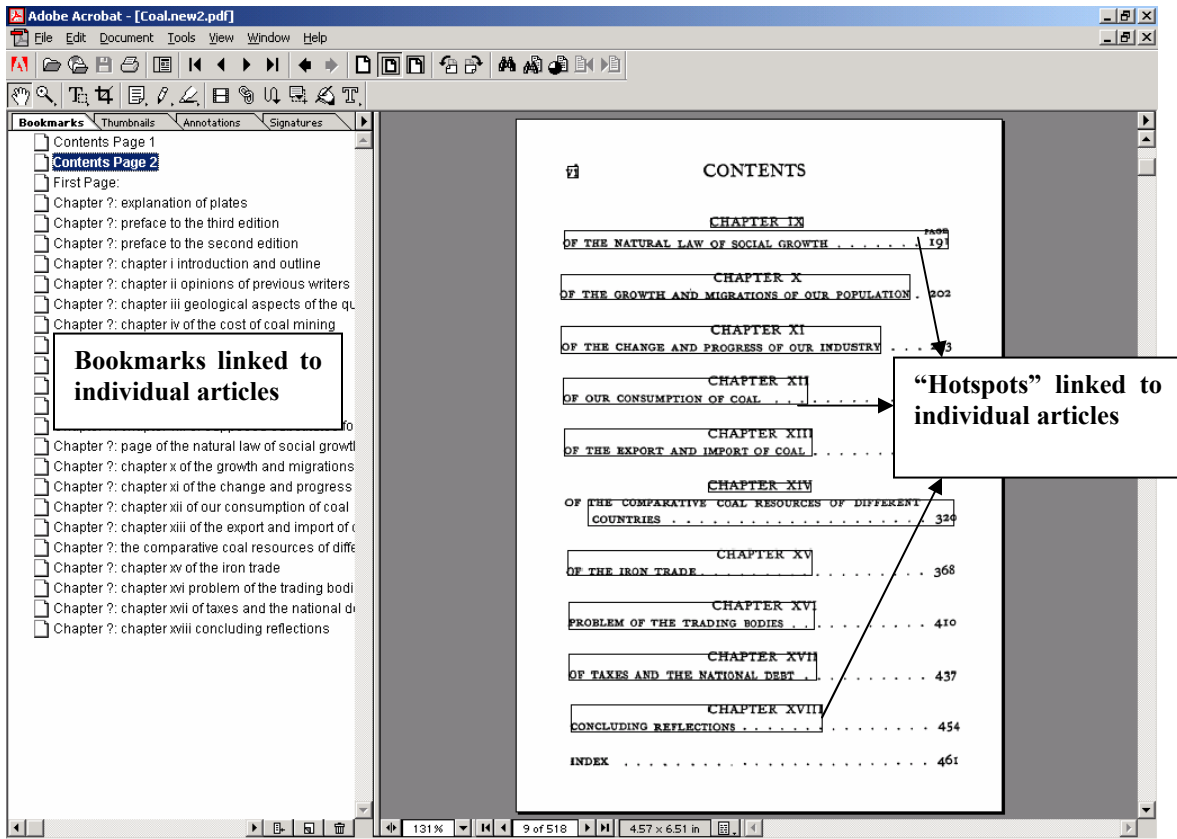 Adobe Acrobat - [Coal.new2.pdf]
File Edit Document Tools View Window Help
Bookmarks Thumbnails Annotations Signatures
Contents Page 1
Contents Page 2
First Page:
Chapter ?: explanation of plates
Chapter ?: preface to the third edition
Chapter ?: preface to the second edition
Chapter ?: chapter i introduction and outline
Chapter ?: chapter ii opinions of previous writers
Chapter ?: chapter iii geological aspects of the qu
Chapter ?: chapter iv of the cost of coal mining
Bookmarks linked to
individual articles
fo
Chapter ?: page of the natural law of social growtl
Chapter ?: chapter x of the growth and migrations
Chapter ?: chapter xi of the change and progress
Chapter ?: chapter xii of our consumption of coal
Chapter ?: chapter xiii of the export and import of c
Chapter ?: the comparative coal resources of diffe
Chapter ?: chapter xv of the iron trade
Chapter ?: chapter xvi problem of the trading bodi
Chapter ?: chapter xvii of taxes and the national de
Chapter ?: chapter xviii concluding reflections
vi CONTENTS
CHAPTER IX
PAGE
OF THE NATURAL LAW OF SOCIAL GROWTH . . . . . . . 191
CHAPTER X
OF THE GROWTH AND MIGRATIONS OF OUR POPULATION . 202
CHAPTER XI
OF THE CHANGE AND PROGRESS OF OUR INDUSTRY . . . 3
CHAPTER XII
OF OUR CONSUMPTION OF COAL . . . . . . . . .
CHAPTER XIII
OF THE EXPORT AND IMPORT OF COAL . . . . . .
CHAPTER XIV
OF THE COMPARATIVE COAL RESOURCES OF DIFFERENT
COUNTRIES . . . . . . . . . . . . . . . . . . 320
CHAPTER XV
OF THE IRON TRADE . . . . . . . . . . . . . . . . 368
CHAPTER XVI
PROBLEM OF THE TRADING BODIES . . . . . . . . . . 410
CHAPTER XVII
OF TAXES AND THE NATIONAL DEBT . . . . . . . . . . 437
CHAPTER XVIII
CONCLUDING REFLECTIONS . . . . . . . . . . . . . . 454
INDEX . . . . . . . . . . . . . . . . . . . . . . . 461
“Hotspots” linked to
individual articles
131% 9 of 518 4.57 x 6.51 in